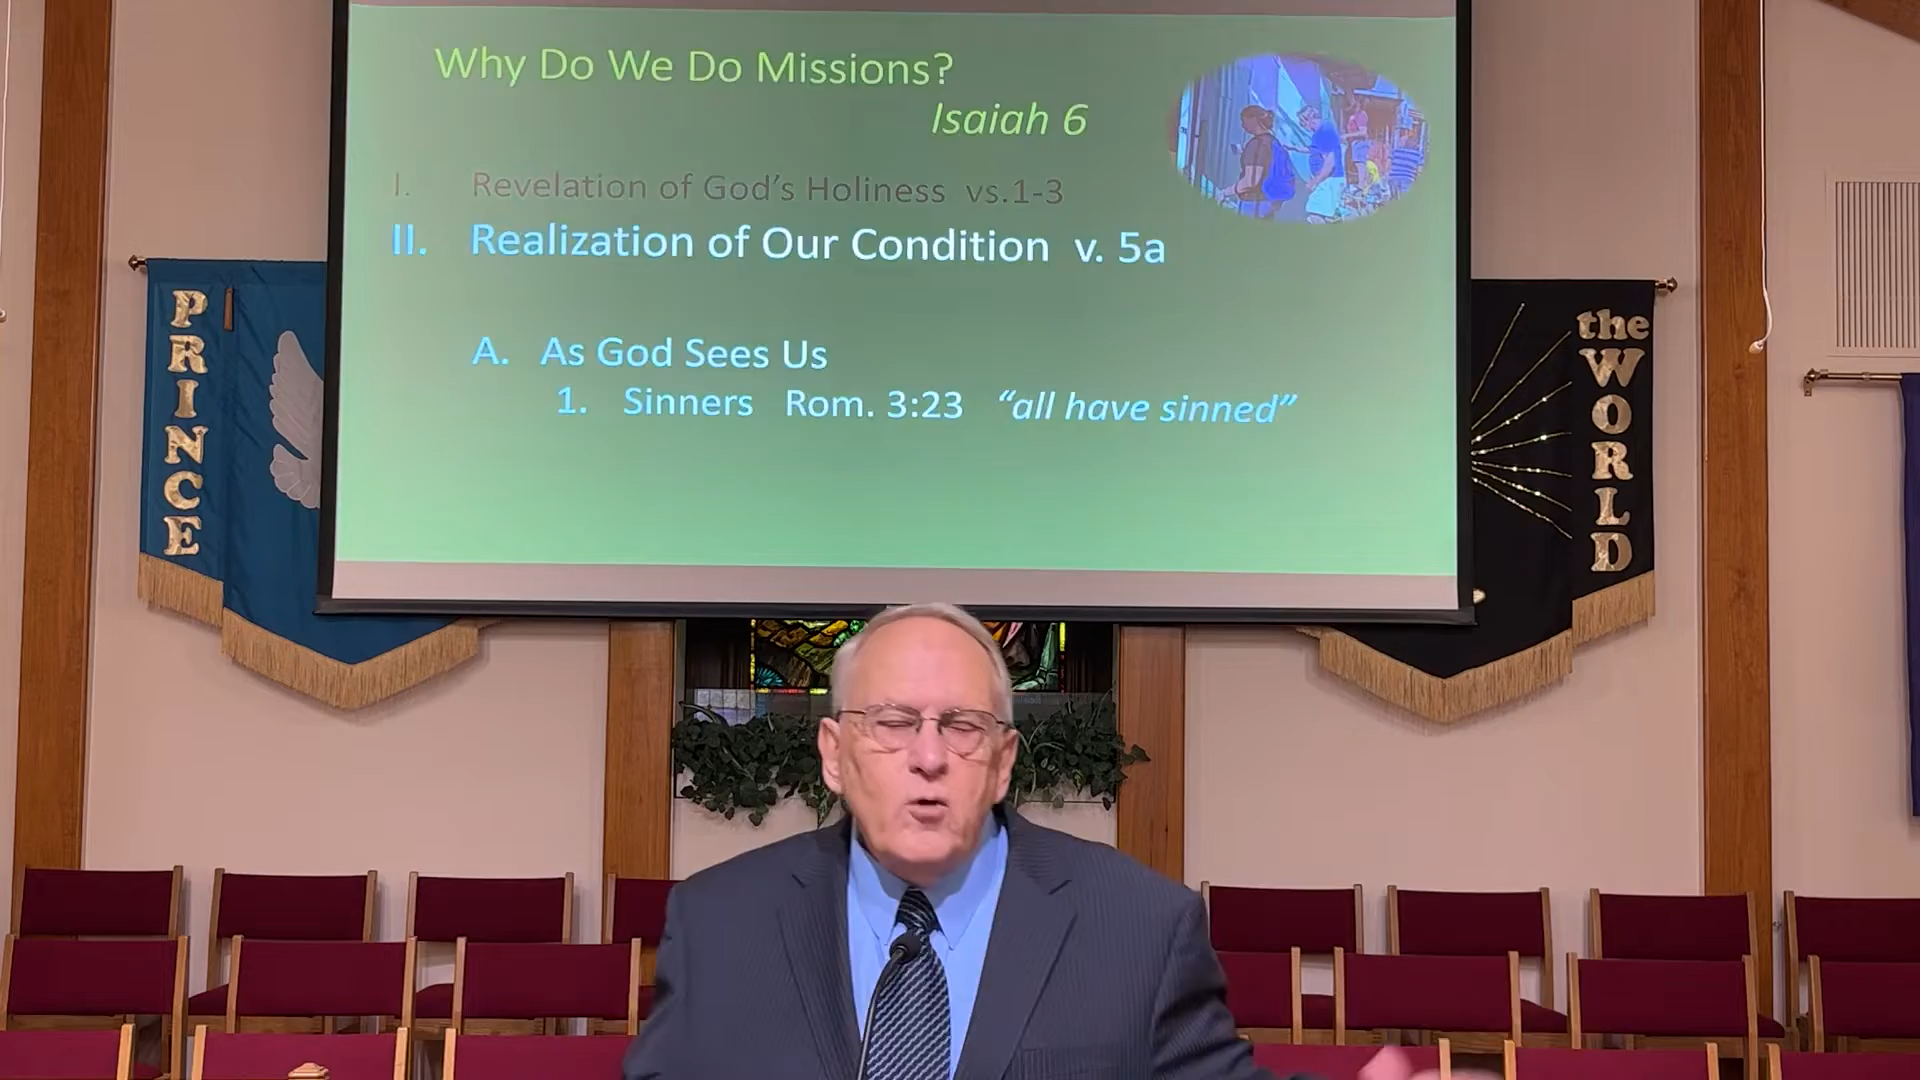 Why Do We Do Missions?
Isaiah 6
I. Revelation of God's Holiness vs.1-3
II. Realization of Our Condition v. 5a
A. As God Sees Us
1. Sinners Rom. 3:23 “all have sinned”
PRINCE
the
WORLD